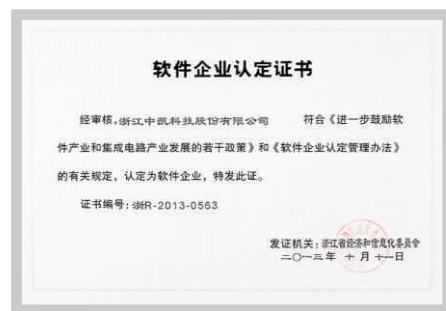 软件企业认定证书
经审核,浙江中凯科技股份有限公司 符合《进一步鼓励软
件产业和集成电路产业发展的若干政策》和《软件企业认定管理办法》
的有关规定，认定为软件企业，特发此证。
证书编号:浙R-2013-0563
发证机关:浙江省经济和信息化委员会
二〇一三年 十 月 十一日